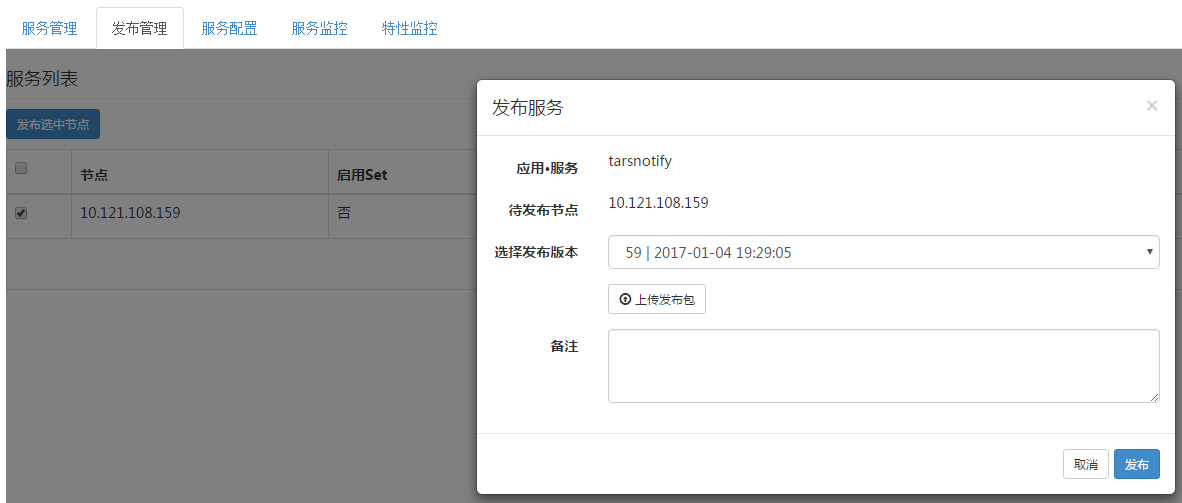 服务管理 发布管理 服务配置 服务监控 特性监控
服务列表
发布选中节点
节点 启用Set
10.121.108.159 否
发布服务 ×
应用•服务 tarsnotify
待发布节点 10.121.108.159
选择发布版本 59 | 2017-01-04 19:29:05
上传发布包
备注
取消 发布